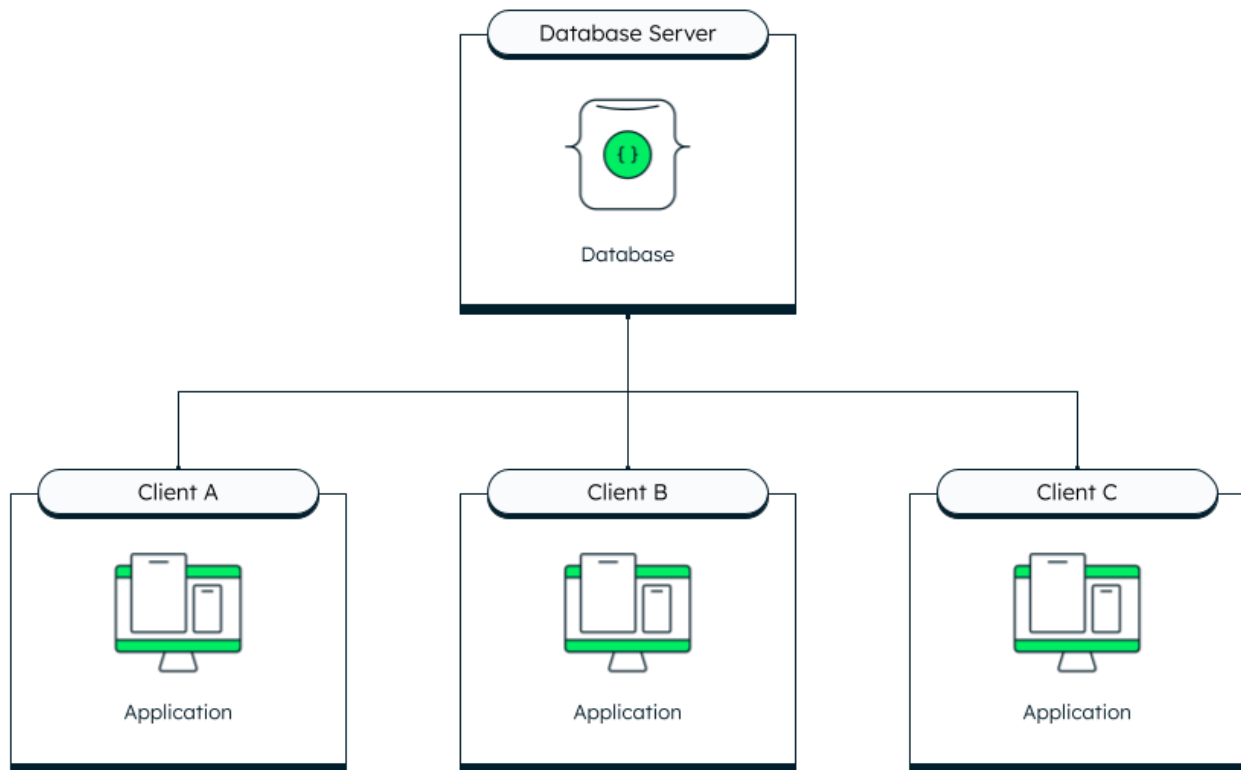 Database Server
{ }
Database
Client A
Client B
Client C
Application
Application
Application